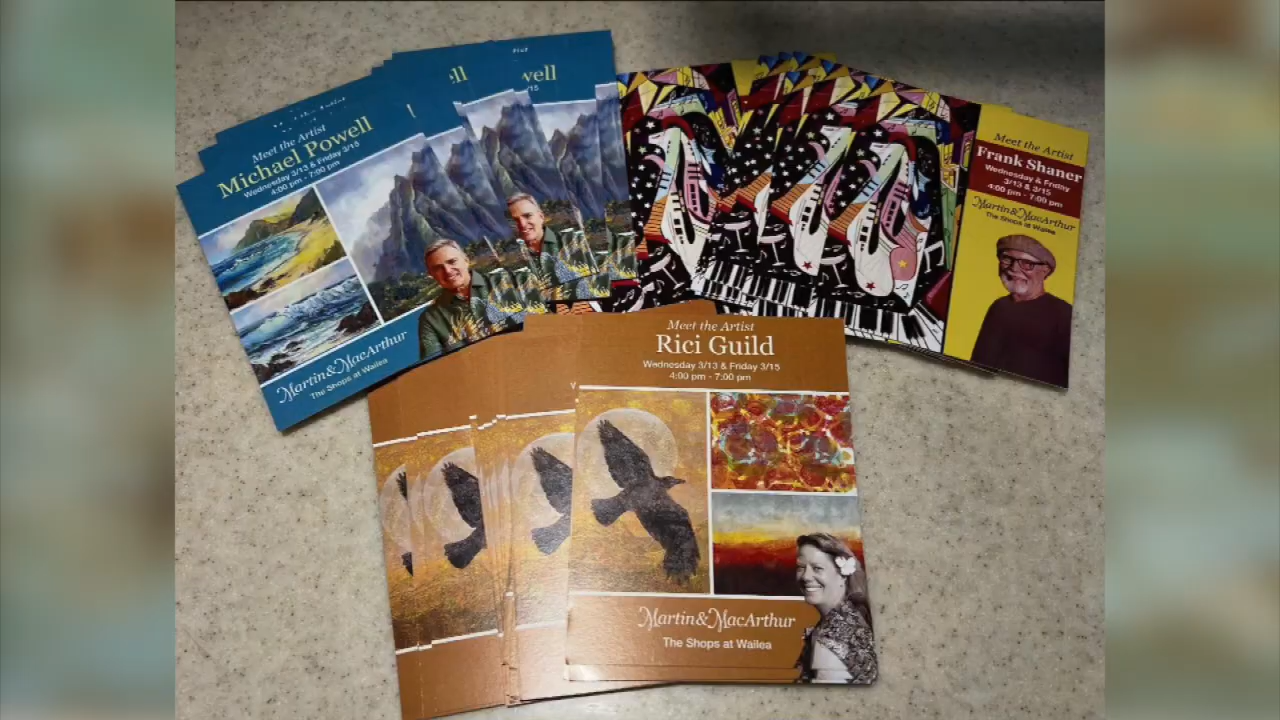 Meet the Artist
Michael Powell
Wednesday 3/13 & Friday 3/15
4:00 pm - 7:00 pm
Martin&MacArthur
The Shops at Wailea
ell
well
Meet the Artist
Frank Shaner
Wednesday & Friday
3/13 & 3/15
4:00 pm - 7:00 pm
Martin&MacArthur
The Shops at Wailea
Meet the Artist
Rici Guild
Wednesday 3/13 & Friday 3/15
4:00 pm - 7:00 pm
Martin&MacArthur
The Shops at Wailea